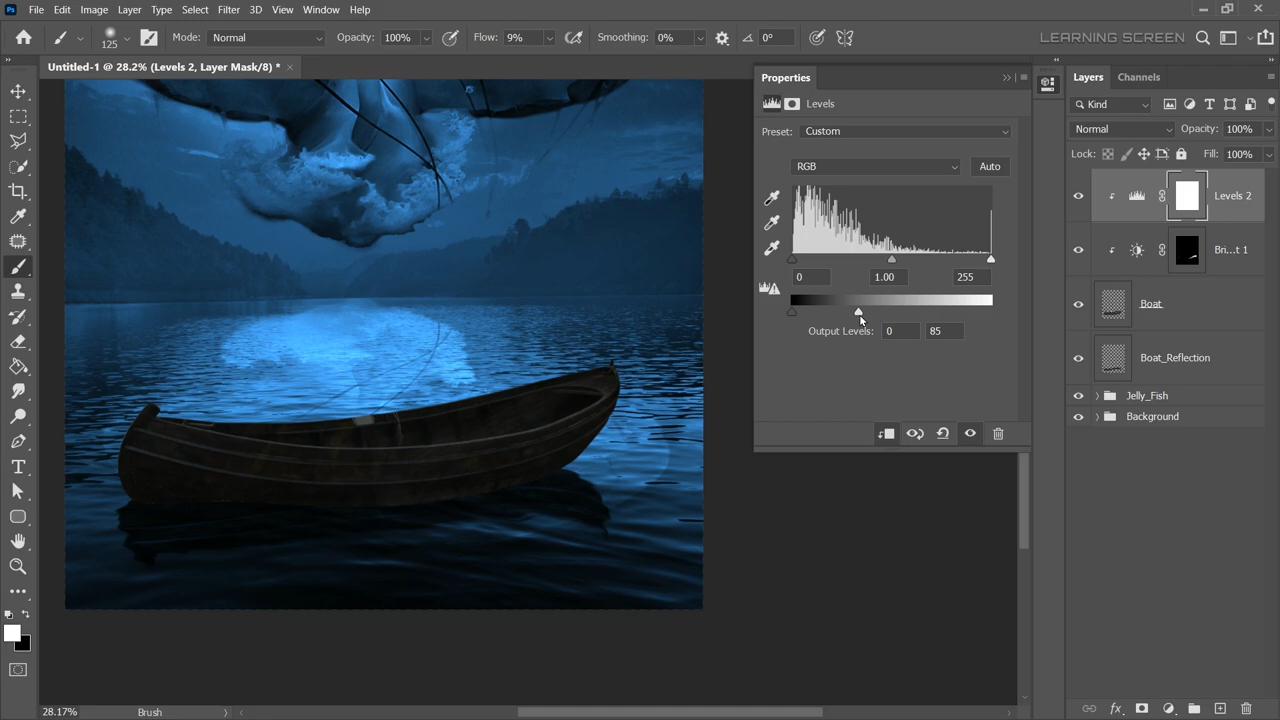 Ps File Edit Image Layer Type Select Filter 3D View Window Help
125 Mode: Normal Opacity: 100% Flow: 9% Smoothing: 0% 0° LEARNING SCREEN
Untitled-1 @ 28.2% (Levels 2, Layer Mask/8) *
Properties
Levels
Preset: Custom
RGB Auto
0 1.00 255
Output Levels: 0 85
Layers Channels
Kind
Normal Opacity: 100%
Lock: Fill: 100%
Levels 2
Bri...t 1
Boat
Boat_Reflection
Jelly_Fish
Background
28.17% Brush